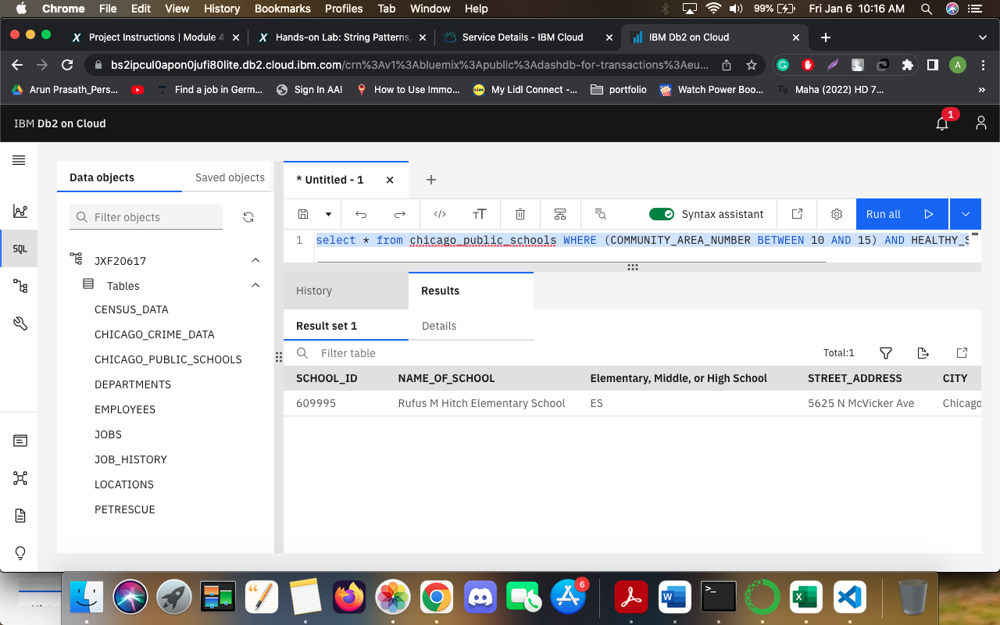 Chrome File Edit View History Bookmarks Profiles Tab Window Help 99% Fri Jan 6 10:16 AM
Project Instructions | Module 4 Hands-on Lab: String Patterns, Service Details - IBM Cloud IBM Db2 on Cloud
bs2ipcul0apon0jufi80lite.db2.cloud.ibm.com/crn%3Av1%3Abluemix%3Apublic%3Adashdb-for-transactions%3Aeu... A
Arun Prasath_Pers... Find a job in Germ... Sign In AAI How to Use Immo... My Lidl Connect -... portfolio Watch Power Boo... Ty Maha (2022) HD 7... »
IBM Db2 on Cloud 1
Data objects Saved objects * Untitled - 1
Filter objects Syntax assistant Run all
SQL
1 select * from chicago_public_schools WHERE (COMMUNITY_AREA_NUMBER BETWEEN 10 AND 15) AND HEALTHY_S
JXF20617
Tables
CENSUS_DATA
CHICAGO_CRIME_DATA
CHICAGO_PUBLIC_SCHOOLS
DEPARTMENTS
EMPLOYEES
JOBS
JOB_HISTORY
LOCATIONS
PETRESCUE
History Results
Result set 1 Details
Filter table Total:1
SCHOOL_ID NAME_OF_SCHOOL Elementary, Middle, or High School STREET_ADDRESS CITY
609995 Rufus M Hitch Elementary School ES 5625 N McVicker Ave Chicago
6